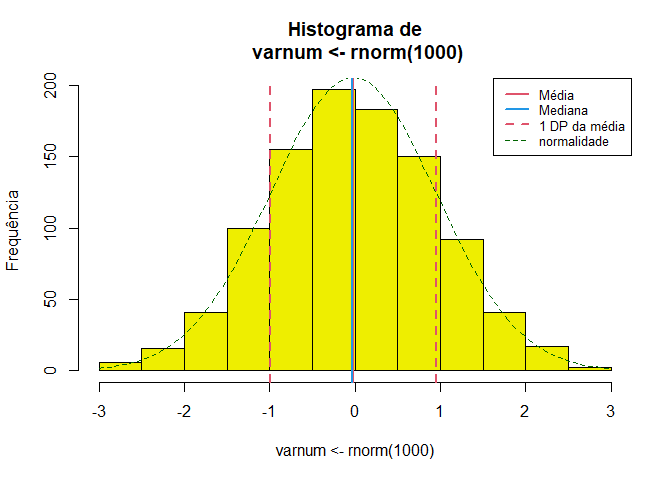 Histograma de
varnum <- rnorm(1000)
Média
Mediana
1 DP da média
normalidade
Frequência
200
150
100
50
0
-3 -2 -1 0 1 2 3
varnum <- rnorm(1000)